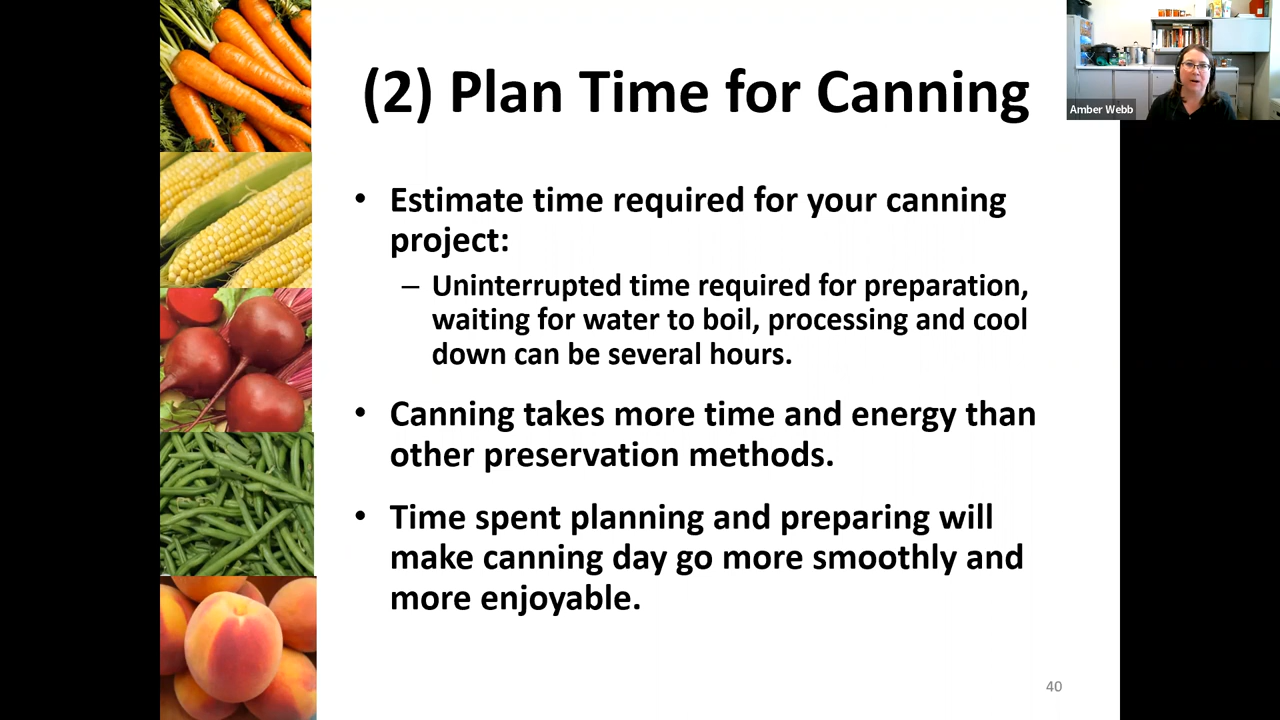 (2) Plan Time for Canning
Amber Webb
• Estimate time required for your canning
project:
– Uninterrupted time required for preparation,
waiting for water to boil, processing and cool
down can be several hours.
• Canning takes more time and energy than
other preservation methods.
• Time spent planning and preparing will
make canning day go more smoothly and
more enjoyable.
40